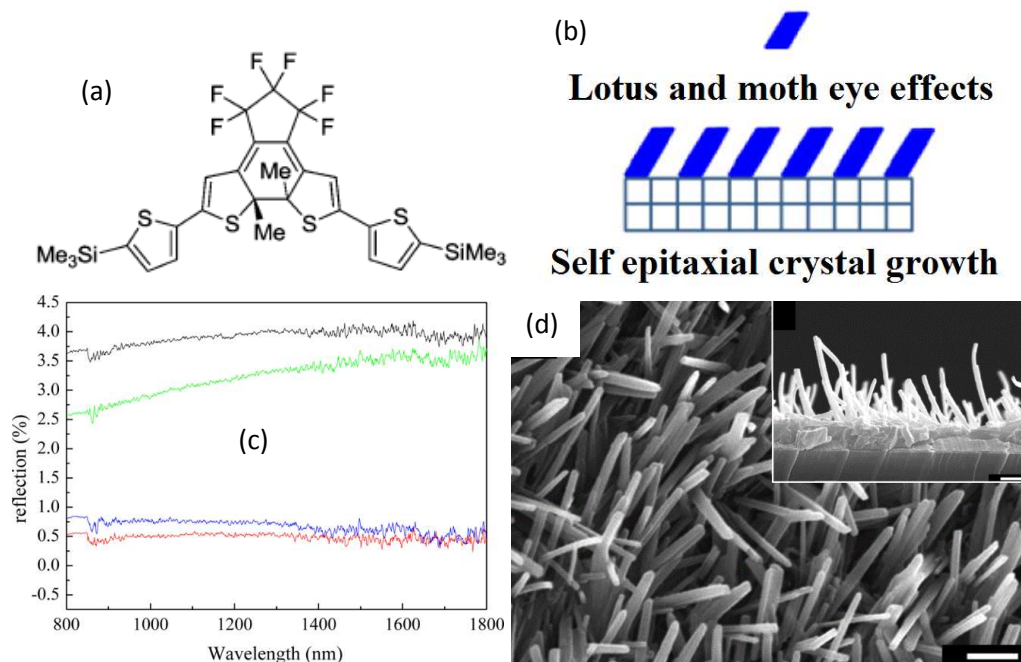 (a)
F
F
F
F
F
F
Me
S
S
S
S
Me
Me3Si
SiMe3
(b)
Lotus and moth eye effects
Self epitaxial crystal growth
(c)
4.5
4.0
3.5
3.0
2.5
2.0
1.5
1.0
0.5
0.0
-0.5
reflection (%)
800
1000
1200
1400
1600
1800
Wavelength (nm)
(d)